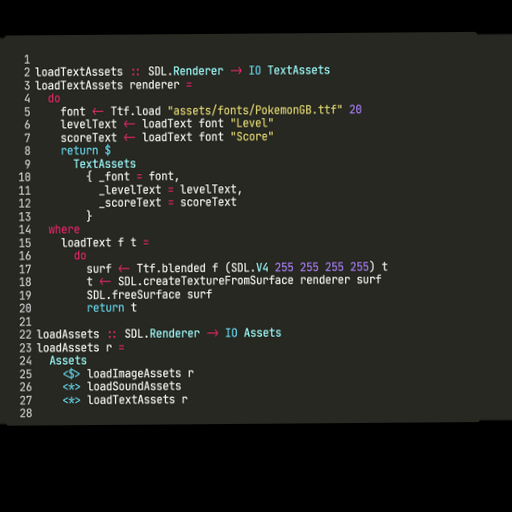 1
2 loadTextAssets :: SDL.Renderer -> IO TextAssets
3 loadTextAssets renderer =
4   do
5     font <- Ttf.load "assets/fonts/PokemonGB.ttf" 20
6     levelText <- loadText font "Level"
7     scoreText <- loadText font "Score"
8     return $
9       TextAssets
10         { _font = font,
11           _levelText = levelText,
12           _scoreText = scoreText
13         }
14   where
15     loadText f t =
16       do
17         surf <- Ttf.blended f (SDL.V4 255 255 255 255) t
18         t <- SDL.createTextureFromSurface renderer surf
19         SDL.freeSurface surf
20         return t
21
22 loadAssets :: SDL.Renderer -> IO Assets
23 loadAssets r =
24   Assets
25     <$> loadImageAssets r
26     <*> loadSoundAssets
27     <*> loadTextAssets r
28